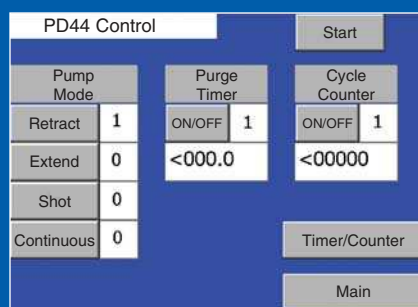 PD44 Control
Start
Pump
Mode
Retract 1
Extend 0
Shot 0
Continuous 0
Purge
Timer
ON/OFF 1
<000.0
Cycle
Counter
ON/OFF 1
<00000
Timer/Counter
Main